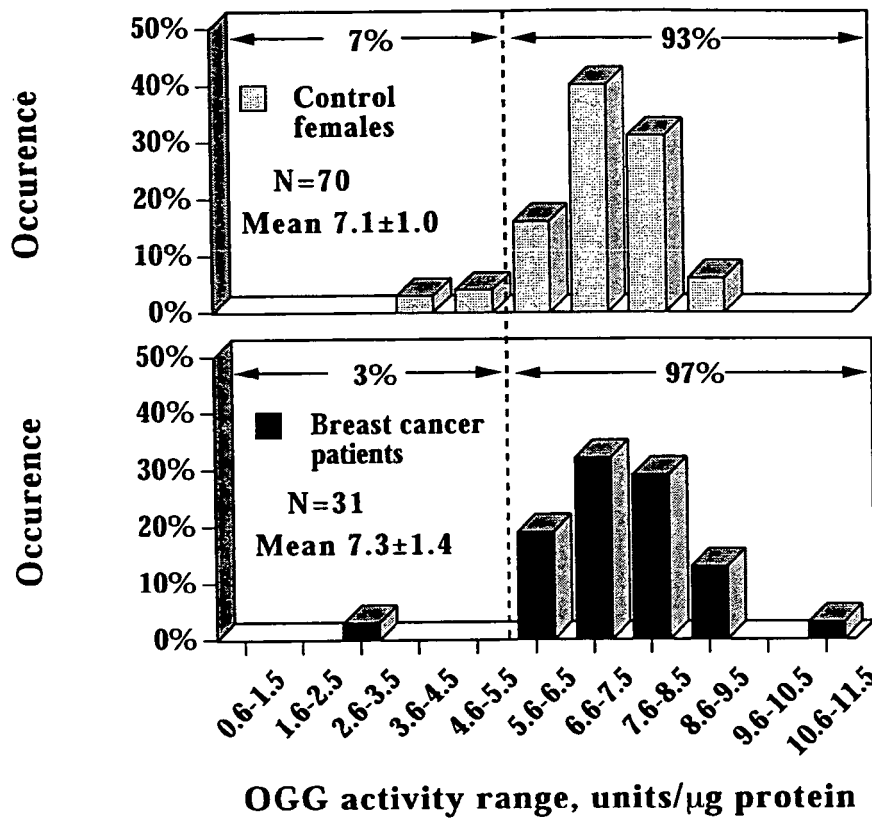 50%
40%
30%
20%
10%
0%
Occurence
7%
93%
Control
females
N=70
Mean 7.1±1.0
50%
40%
30%
20%
10%
0%
Occurence
3%
97%
Breast cancer
patients
N=31
Mean 7.3±1.4
0.6-1.5
1.6-2.5
2.6-3.5
3.6-4.5
4.6-5.5
5.6-6.5
6.6-7.5
7.6-8.5
8.6-9.5
9.6-10.5
10.6-11.5
OGG activity range, units/μg protein